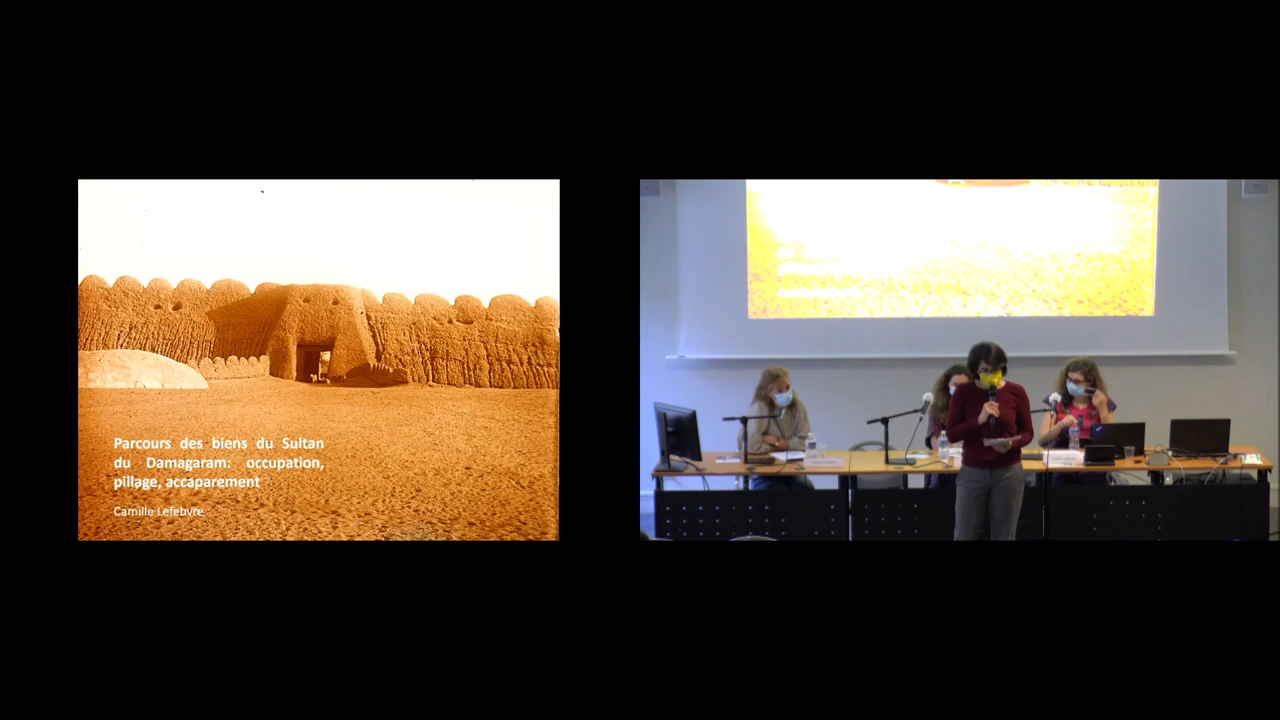 Parcours des biens du Sultan
du Damagaram: occupation,
pillage, accaparement
Camille Lefebvre